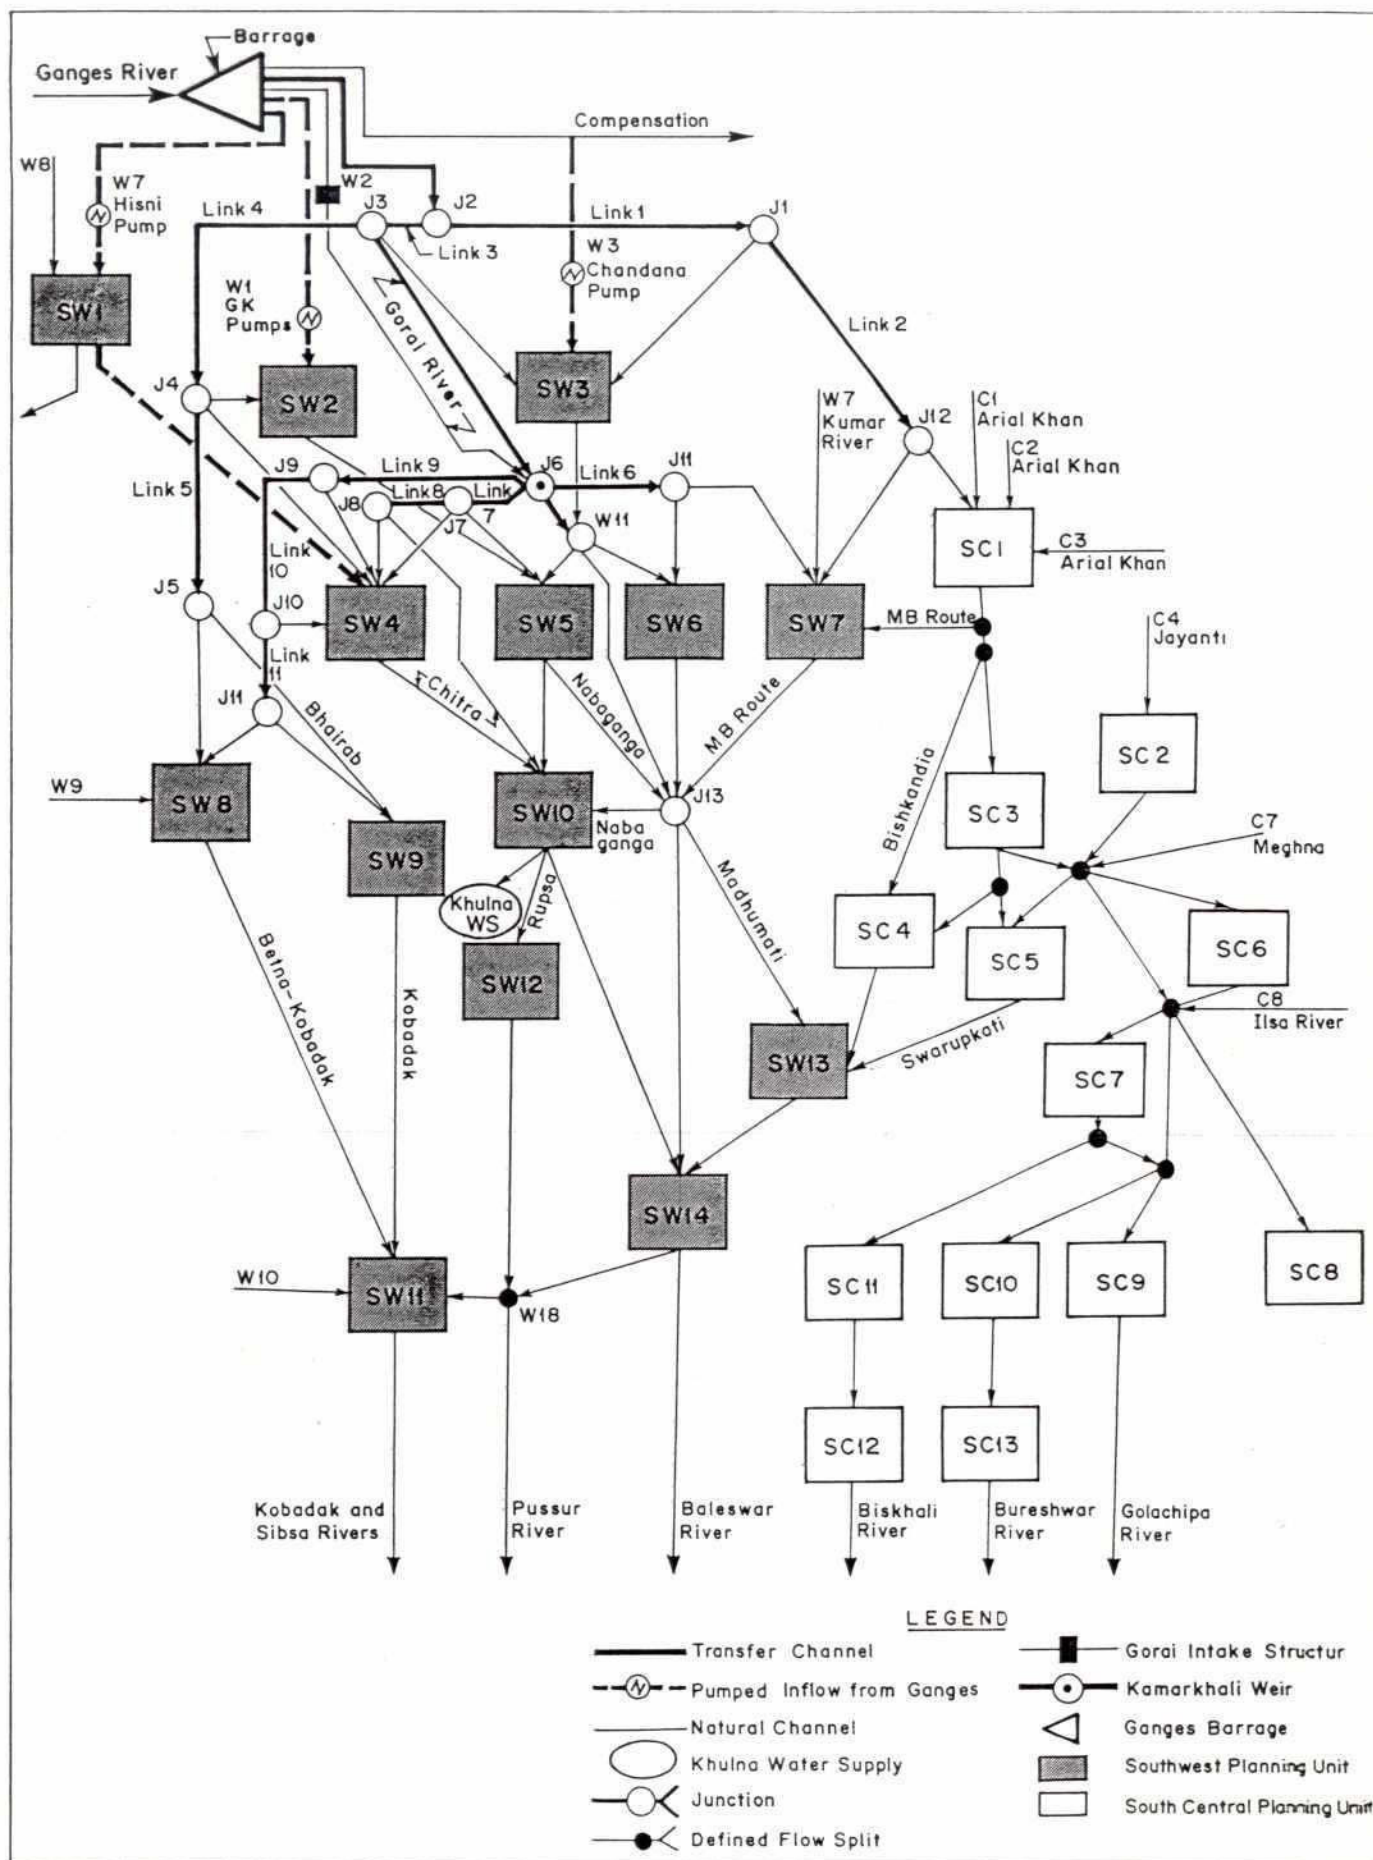 Barrage
Ganges River
Compensation
W8
W7
Hisni
Pump
W2
J3
J2
J1
Link 4
Link 1
Link 3
W3
Chandana
Pump
SW1
W1
GK
Pumps
Gorai River
Link 2
SW3
J4
SW2
W7
Kumar
River
J12
C1
Arial Khan
C2
Arial Khan
J9
Link 9
J6
Link 6
J11
Link 5
J8
Link 8
Link
7
J7
W11
SC1
C3
Arial Khan
Link
10
J5
J10
SW4
SW5
SW6
SW7
MB Route
C4
Jayanti
Link
11
J11
Bhairab
Chitra
Nabaganga
MB Route
Bishkandia
SC2
W9
SW8
SW10
J13
SC3
Naba
ganga
C7
Meghna
SW9
Khulna
WS
Rupsa
Madhumati
SC4
SC5
SC6
Betna-Kobadak
Kobadak
SW12
C8
Ilsa River
SW13
Swarupkati
SC7
SW14
W10
SW11
W18
SC11
SC10
SC9
SC8
SC12
SC13
Kobadak and
Sibsa Rivers
Pussur
River
Baleswar
River
Biskhali
River
Bureshwar
River
Golachipa
River
LEGEND
Transfer Channel
Pumped Inflow from Ganges
Natural Channel
Khulna Water Supply
Junction
Defined Flow Split
Gorai Intake Structur
Kamarkhali Weir
Ganges Barrage
Southwest Planning Unit
South Central Planning Unit